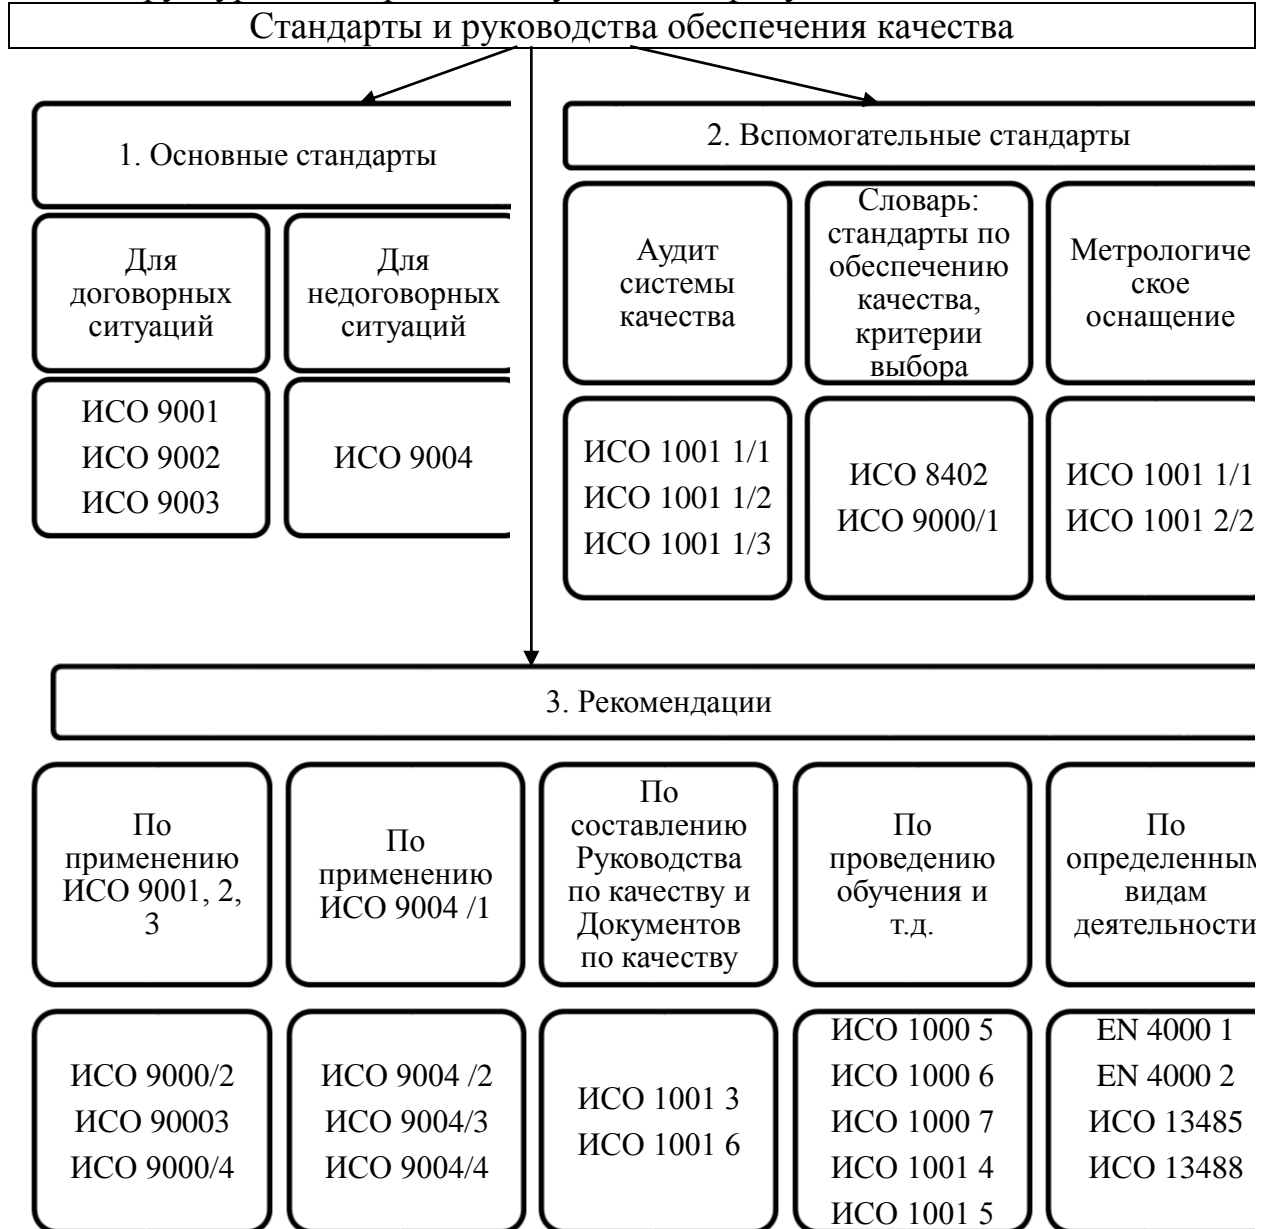 Стандарты и руководства обеспечения качества
1. Основные стандарты
Для
договорных
ситуаций
Для
недоговорных
ситуаций
ИСО 9001
ИСО 9002
ИСО 9003
ИСО 9004
2. Вспомогательные стандарты
Аудит
системы
качества
Словарь:
стандарты по
обеспечению
качества,
критерии
выбора
Метрологиче
ское
оснащение
ИСО 1001 1/1
ИСО 1001 1/2
ИСО 1001 1/3
ИСО 8402
ИСО 9000/1
ИСО 1001 1/1
ИСО 1001 2/2
3. Рекомендации
По
применению
ИСО 9001, 2,
3
По
применению
ИСО 9004 /1
По
составлению
Руководства
по качеству и
Документов
по качеству
По
проведению
обучения и
т.д.
По
определенным
видам
деятельности
ИСО 9000/2
ИСО 90003
ИСО 9000/4
ИСО 9004 /2
ИСО 9004/3
ИСО 9004/4
ИСО 1001 3
ИСО 1001 6
ИСО 1000 5
ИСО 1000 6
ИСО 1000 7
ИСО 1001 4
ИСО 1001 5
EN 4000 1
EN 4000 2
ИСО 13485
ИСО 13488